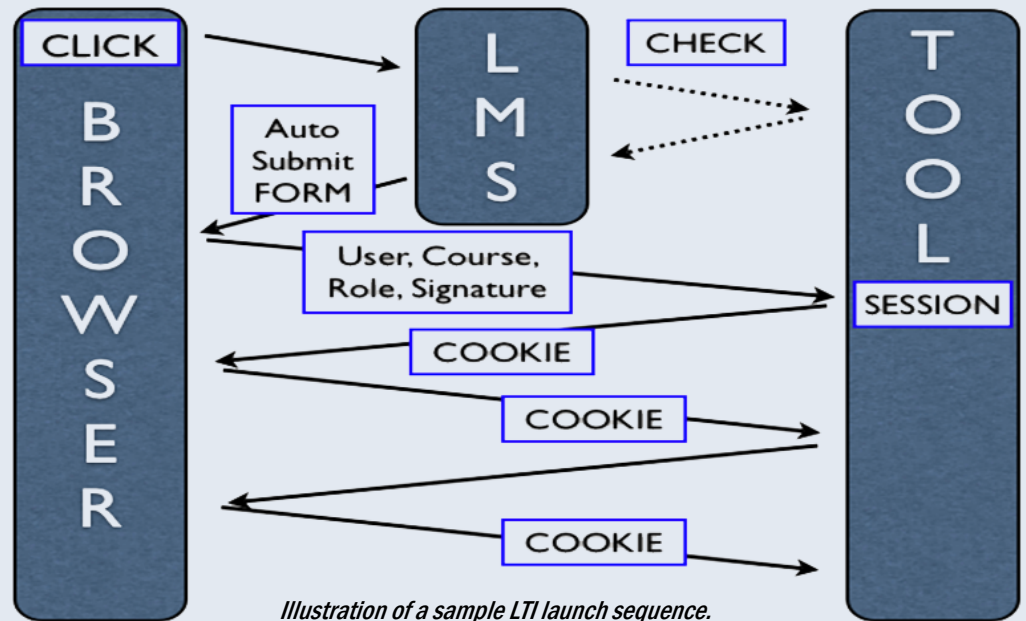 CLICK
BROWSER
LMS
CHECK
TOOL
Auto
Submit
FORM
User, Course,
Role, Signature
SESSION
COOKIE
COOKIE
COOKIE
Illustration of a sample LTI launch sequence.